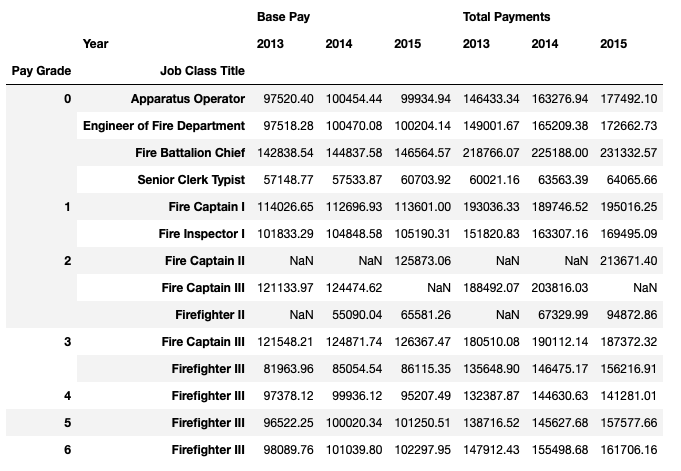 Base Pay Total Payments
Year 2013 2014 2015 2013 2014 2015
Pay Grade Job Class Title
0 Apparatus Operator 97520.40 100454.44 99934.94 146433.34 163276.94 177492.10
Engineer of Fire Department 97518.28 100470.08 100204.14 149001.67 165209.38 172662.73
Fire Battalion Chief 142838.54 144837.58 146564.57 218766.07 225188.00 231332.57
Senior Clerk Typist 57148.77 57533.87 60703.92 60021.16 63563.39 64065.66
1 Fire Captain I 114026.65 112696.93 113601.00 193036.33 189746.52 195016.25
Fire Inspector I 101833.29 104848.58 105190.31 151820.83 163307.16 169495.09
2 Fire Captain II NaN NaN 125873.06 NaN NaN 213671.40
Fire Captain III 121133.97 124474.62 NaN 188492.07 203816.03 NaN
Firefighter II NaN 55090.04 65581.26 NaN 67329.99 94872.86
3 Fire Captain III 121548.21 124871.74 126367.47 180510.08 190112.14 187372.32
Firefighter III 81963.96 85054.54 86115.35 135648.90 146475.17 156216.91
4 Firefighter III 97378.12 99936.12 95207.49 132387.87 144630.63 141281.01
5 Firefighter III 96522.25 100020.34 101250.51 138716.52 145627.68 157577.66
6 Firefighter III 98089.76 101039.80 102297.95 147912.43 155498.68 161706.16